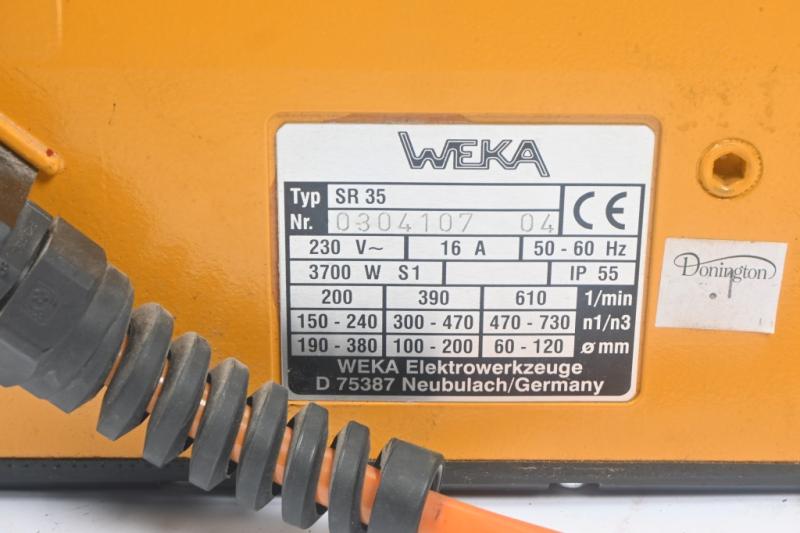 WEKA
Typ SR 35
Nr. 0304107 04 CE
230 V~ 16 A 50 - 60 Hz
3700 W S1 IP 55
200 390 610 1/min
150 - 240 300 - 470 470 - 730 n1/n3
190 - 380 100 - 200 60 - 120 ø mm
WEKA Elektrowerkzeuge
D 75387 Neubulach/Germany
Donington